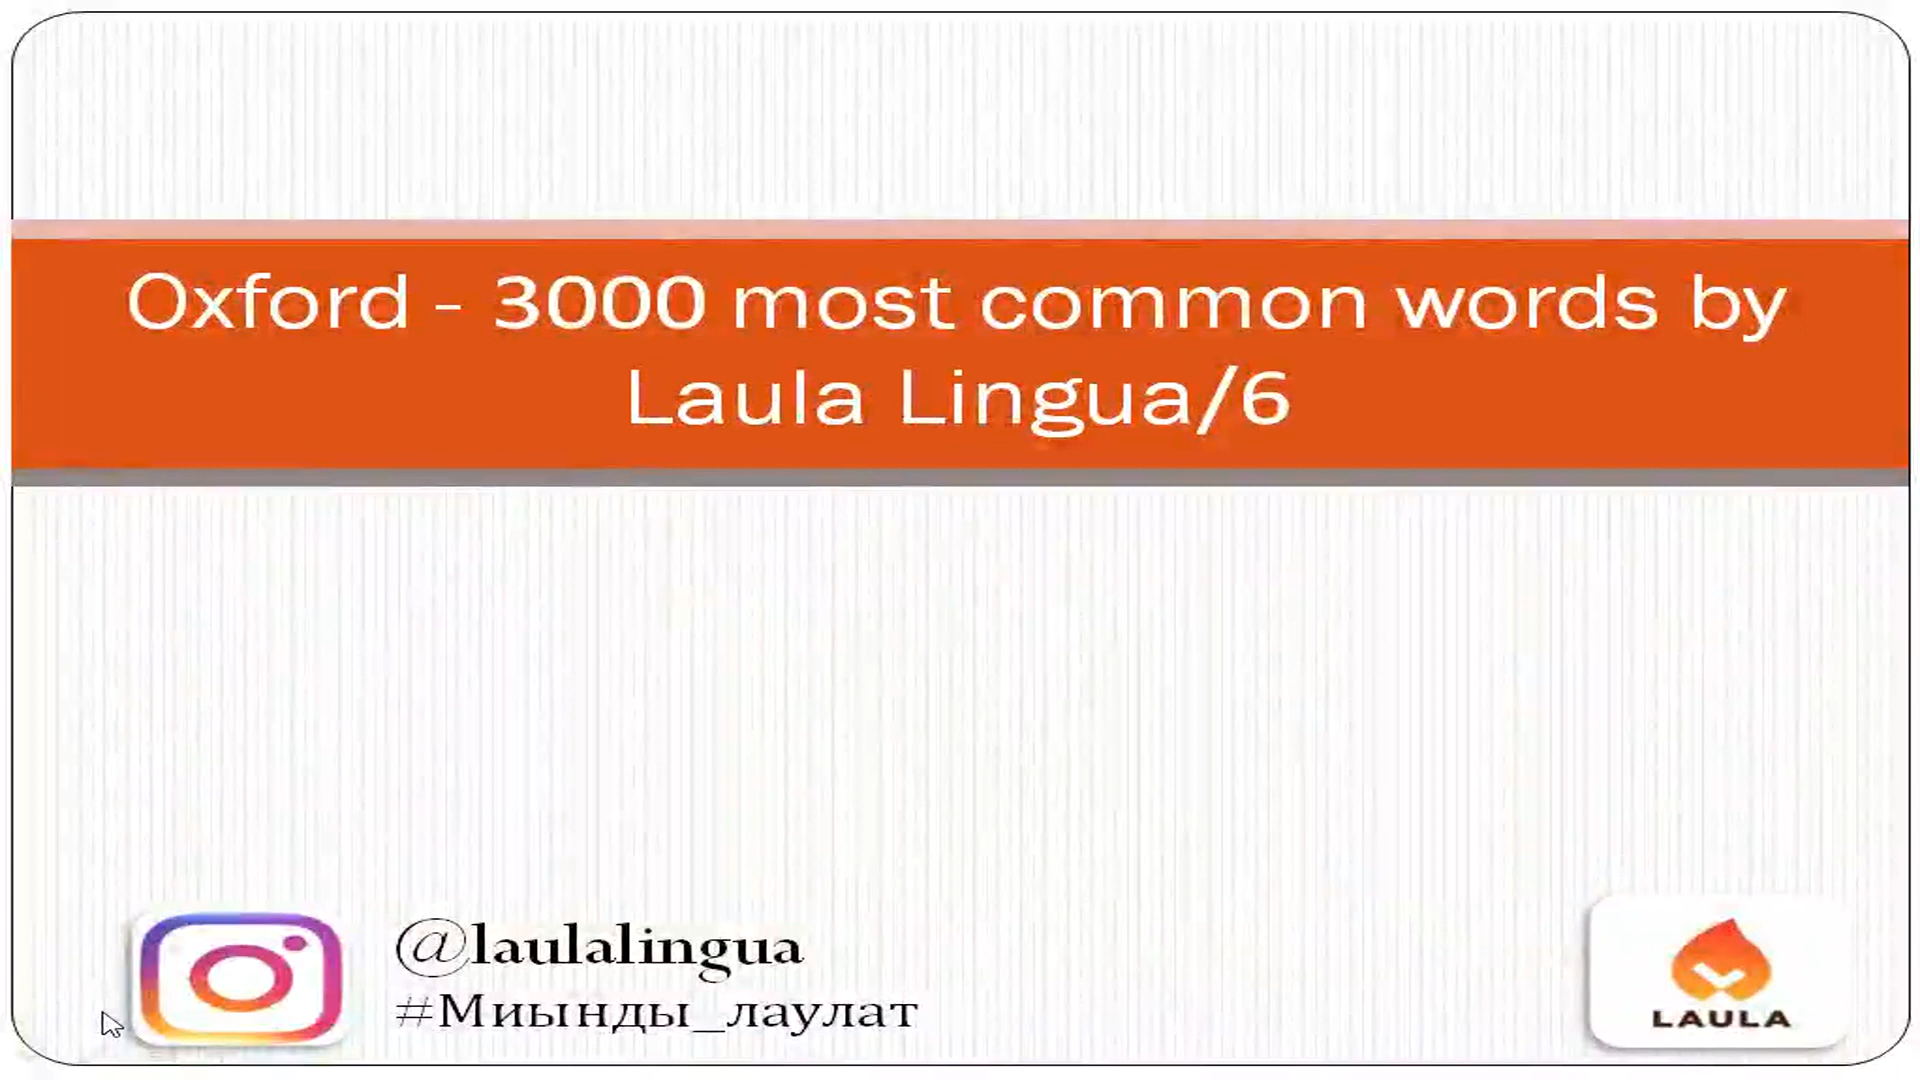 Oxford - 3000 most common words by
Laula Lingua/6
@laulalingua
#Миынды_лаулат
LAULA